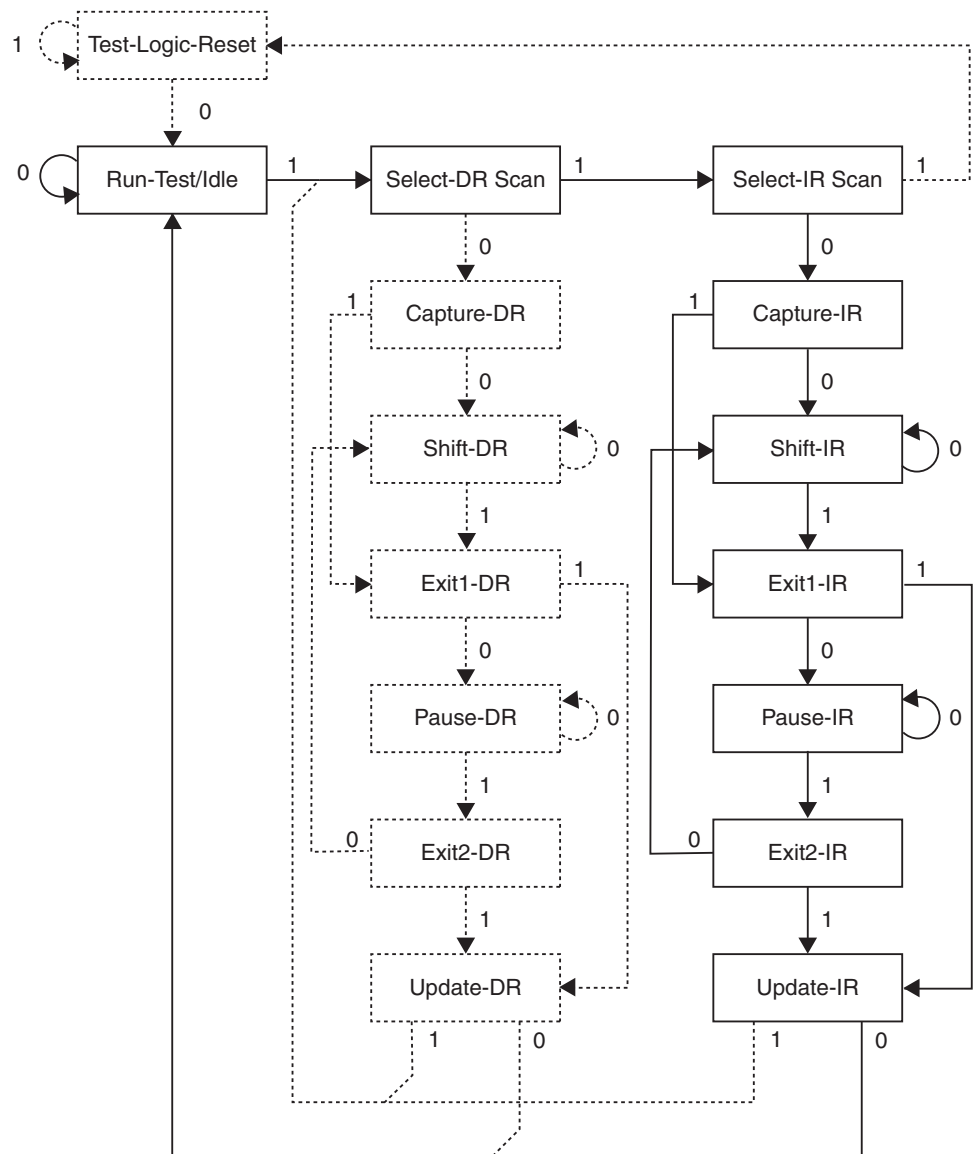 1
Test-Logic-Reset
0
0
Run-Test/Idle
1
Select-DR Scan
1
Select-IR Scan
1
0
0
1
Capture-DR
1
Capture-IR
0
0
Shift-DR
0
Shift-IR
0
1
1
Exit1-DR
1
Exit1-IR
1
0
0
Pause-DR
0
Pause-IR
0
1
1
0
Exit2-DR
0
Exit2-IR
1
1
Update-DR
Update-IR
1
0
1
0